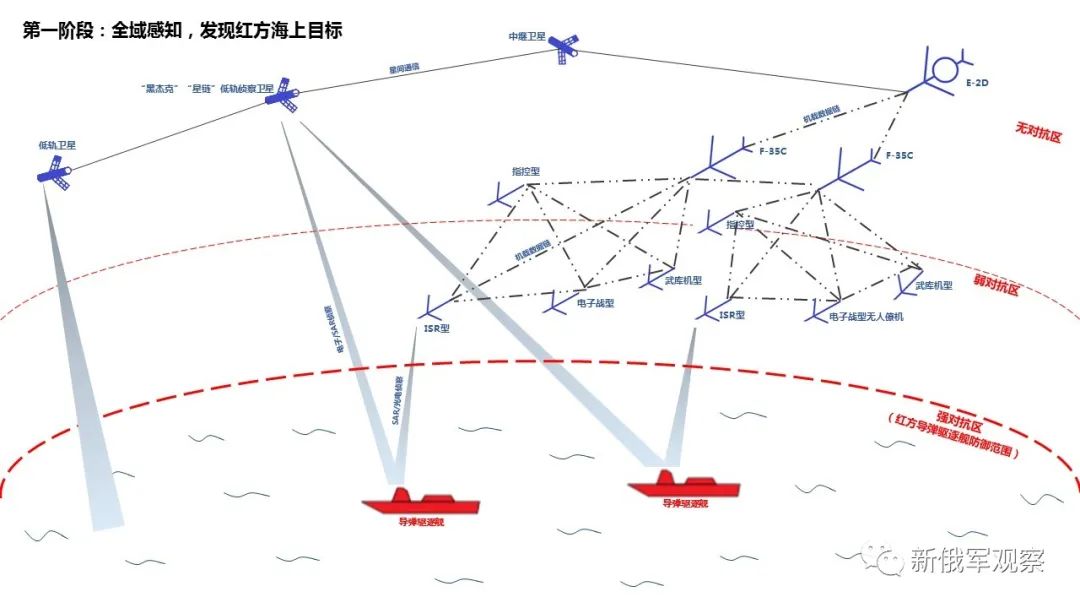 第一阶段：全域感知，发现红方海上目标
中继卫星
星间通信
“黑杰克”“星链”低轨侦察卫星
低轨卫星
E-2D
机载数据链
无对抗区
F-35C
F-35C
指控型
指控型
机载数据链
武库机型
武库机型
弱对抗区
电子战型
ISR型
ISR型
电子战型无人僚机
电子/SAR侦察
SAR/光电侦察
强对抗区
（红方导弹驱逐舰防御范围）
导弹驱逐舰
导弹驱逐舰
新俄军观察